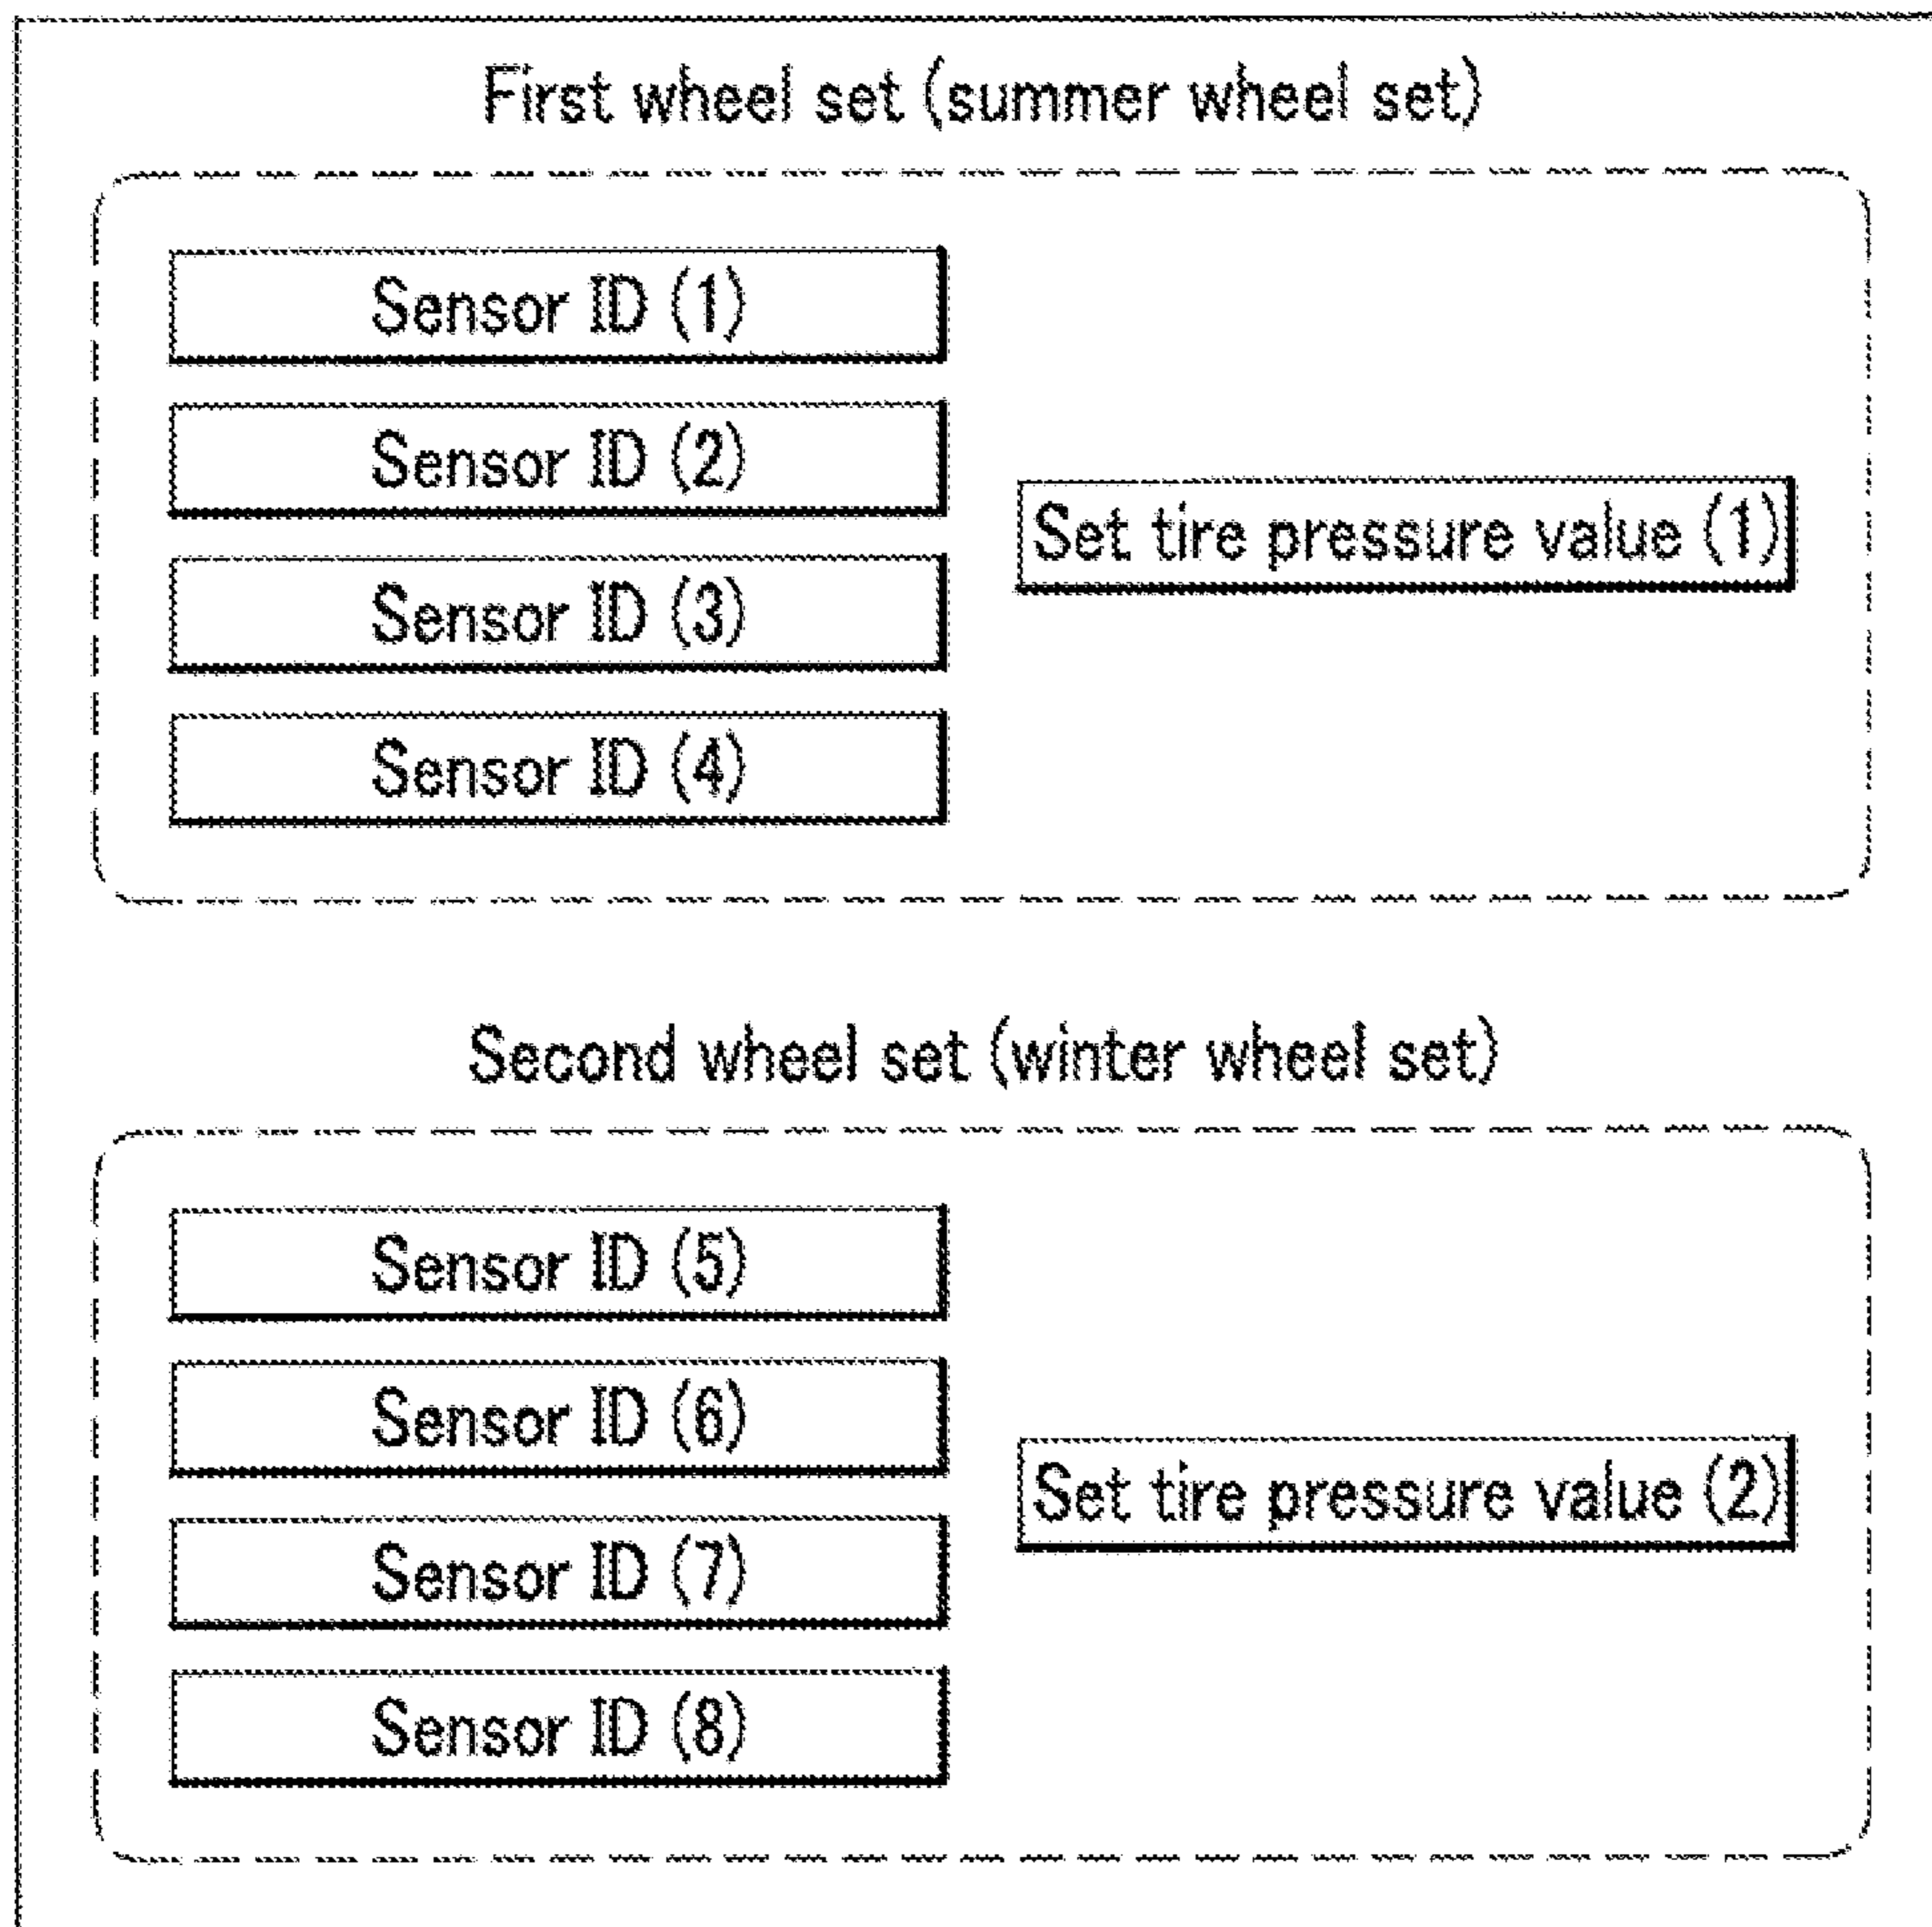 First wheel set (summer wheel set)
Sensor ID (1)
Sensor ID (2)
Set tire pressure value (1)
Sensor ID (3)
Sensor ID (4)
Second wheel set (winter wheel set)
Sensor ID (5)
Sensor ID (6)
Set tire pressure value (2)
Sensor ID (7)
Sensor ID (8)